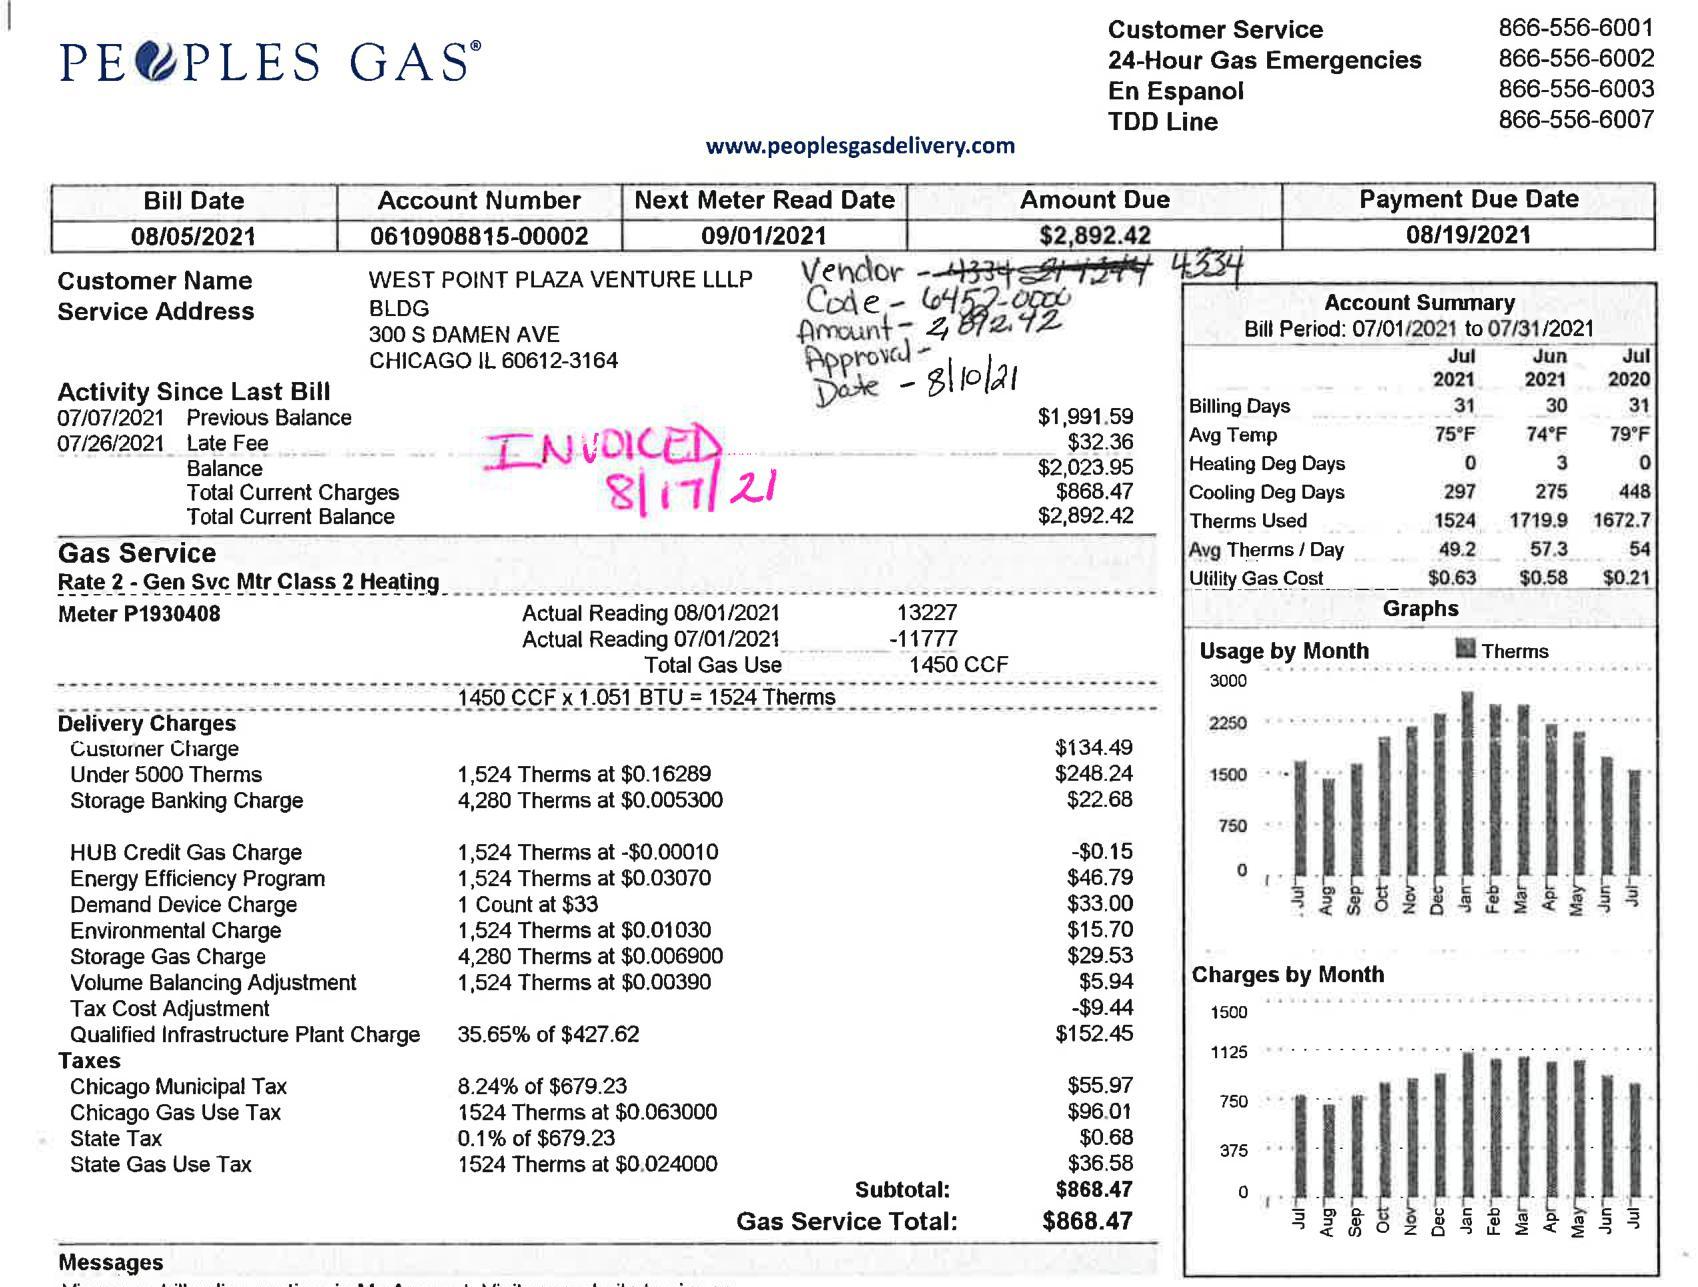 PEOPLES GAS®
Customer Service 866-556-6001
24-Hour Gas Emergencies 866-556-6002
En Espanol 866-556-6003
TDD Line 866-556-6007
www.peoplesgasdelivery.com
Bill Date Account Number Next Meter Read Date Amount Due Payment Due Date
08/05/2021 0610908815-00002 09/01/2021 $2,892.42 08/19/2021
Customer Name WEST POINT PLAZA VENTURE LLLP
Service Address BLDG
300 S DAMEN AVE
CHICAGO IL 60612-3164
Vendor - 4334
Code - 6457-0000
Amount - 2,892.42
Approval -
Date - 8/10/21
Activity Since Last Bill
07/07/2021 Previous Balance $1,991.59
07/26/2021 Late Fee $32.36
Balance $2,023.95
Total Current Charges $868.47
Total Current Balance $2,892.42
INVOICED
8/17/21
Gas Service
Rate 2 - Gen Svc Mtr Class 2 Heating
Meter P1930408 Actual Reading 08/01/2021 13227
Actual Reading 07/01/2021 -11777
Total Gas Use 1450 CCF
1450 CCF x 1.051 BTU = 1524 Therms
Delivery Charges
Customer Charge $134.49
Under 5000 Therms 1,524 Therms at $0.16289 $248.24
Storage Banking Charge 4,280 Therms at $0.005300 $22.68
HUB Credit Gas Charge 1,524 Therms at -$0.00010 -$0.15
Energy Efficiency Program 1,524 Therms at $0.03070 $46.79
Demand Device Charge 1 Count at $33 $33.00
Environmental Charge 1,524 Therms at $0.01030 $15.70
Storage Gas Charge 4,280 Therms at $0.006900 $29.53
Volume Balancing Adjustment 1,524 Therms at $0.00390 $5.94
Tax Cost Adjustment -$9.44
Qualified Infrastructure Plant Charge 35.65% of $427.62 $152.45
Taxes
Chicago Municipal Tax 8.24% of $679.23 $55.97
Chicago Gas Use Tax 1524 Therms at $0.063000 $96.01
State Tax 0.1% of $679.23 $0.68
State Gas Use Tax 1524 Therms at $0.024000 $36.58
Subtotal: $868.47
Gas Service Total: $868.47
Messages
Account Summary
Bill Period: 07/01/2021 to 07/31/2021
Jul Jun Jul
2021 2021 2020
Billing Days 31 30 31
Avg Temp 75°F 74°F 79°F
Heating Deg Days 0 3 0
Cooling Deg Days 297 275 448
Therms Used 1524 1719.9 1672.7
Avg Therms / Day 49.2 57.3 54
Utility Gas Cost $0.63 $0.58 $0.21
Graphs
Usage by Month Therms
3000
2250
1500
750
0
Jul Aug Sep Oct Nov Dec Jan Feb Mar Apr May Jun Jul
Charges by Month
1500
1125
750
375
0
Jul Aug Sep Oct Nov Dec Jan Feb Mar Apr May Jun Jul